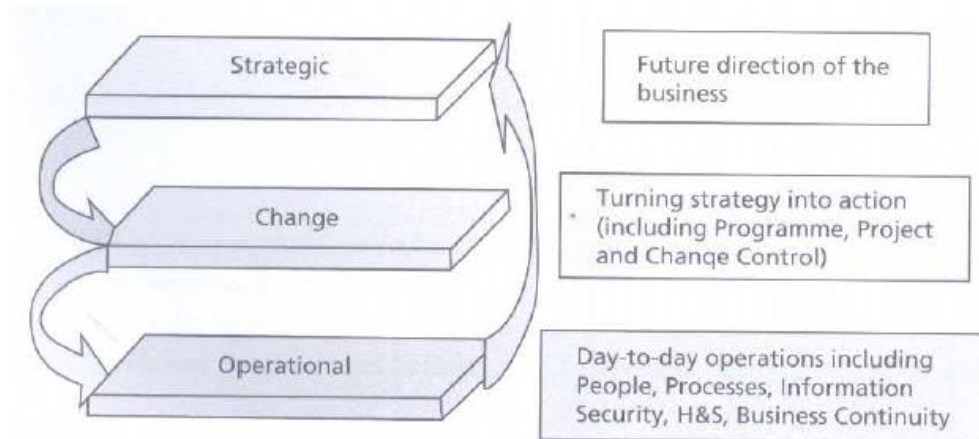 Strategic
Future direction of the
business
Change
Turning strategy into action
(including Programme, Project
and Change Control)
Operational
Day-to-day operations including
People, Processes, Information
Security, H&S, Business Continuity